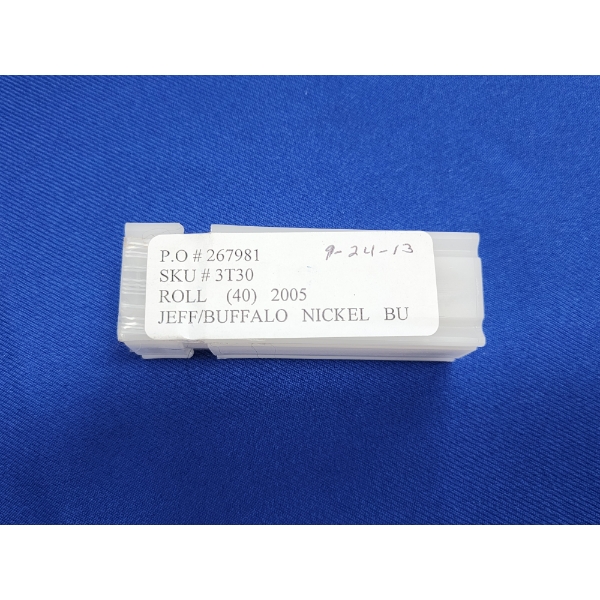 P.O # 267981 9-24-13
SKU # 3T30
ROLL (40) 2005
JEFF/BUFFALO NICKEL BU